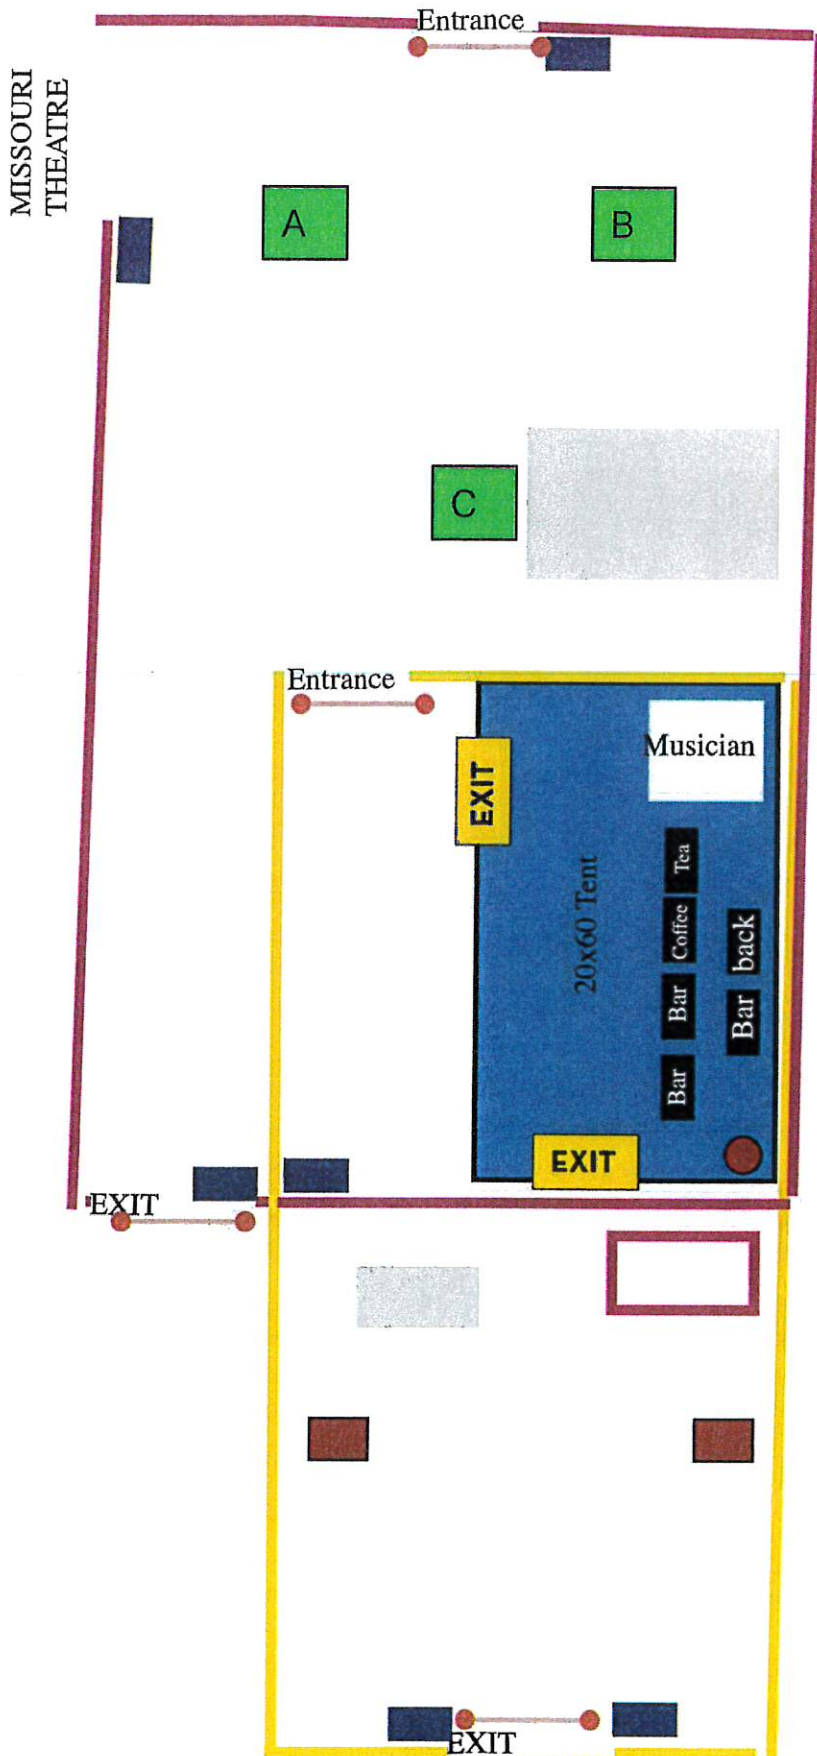 Entrance
MISSOURI
THEATRE
A
B
C
Entrance
Musician
EXIT
20x60 Tent
Tea
Coffee
Bar
Bar
Bar back
EXIT
EXIT
EXIT